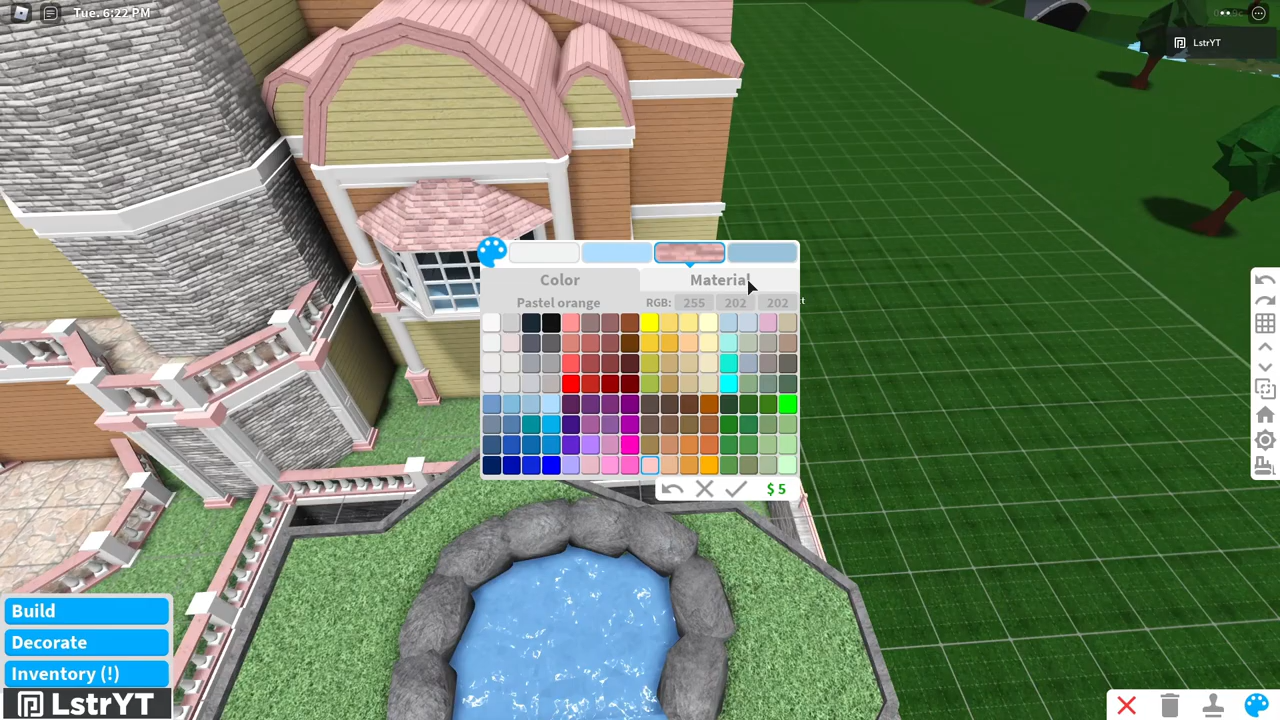 Tue. 6:22 PM
LstrYT
Color
Material
Pastel orange
RGB: 255 202 202
$ 5
Build
Decorate
Inventory (!)
LstrYT